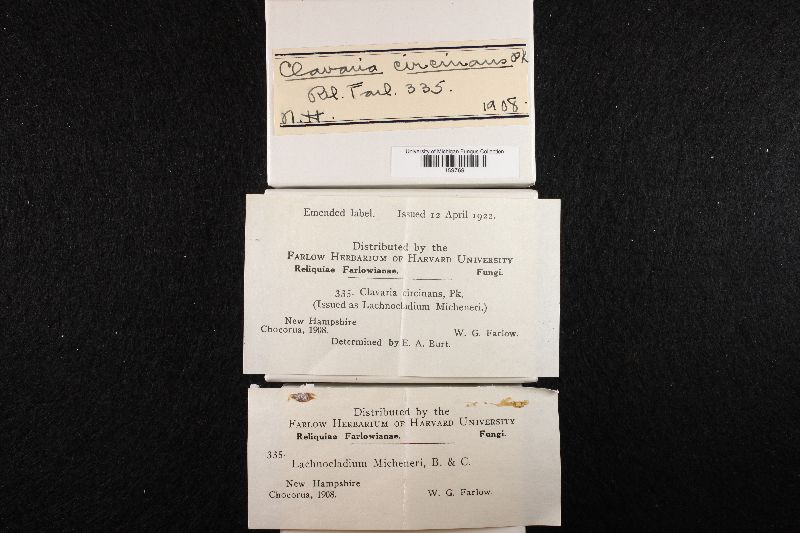 Clavaria circinans Pk
Rel. Farl. 335.
N.H. 1908.
University of Michigan Fungus Collection
Emended label. Issued 12 April 1922.
Distributed by the
FARLOW HERBARIUM OF HARVARD UNIVERSITY
Reliquiae Farlowianae. Fungi.
335. Clavaria circinans, Pk.
(Issued as Lachnocladium Micheneri.)
New Hampshire
Chocorua, 1908. W. G. Farlow.
Determined by E. A. Burt.
Distributed by the
FARLOW HERBARIUM OF HARVARD UNIVERSITY
Reliquiae Farlowianae. Fungi.
335.
Lachnocladium Micheneri, B. & C.
New Hampshire
Chocorua, 1908. W. G. Farlow.